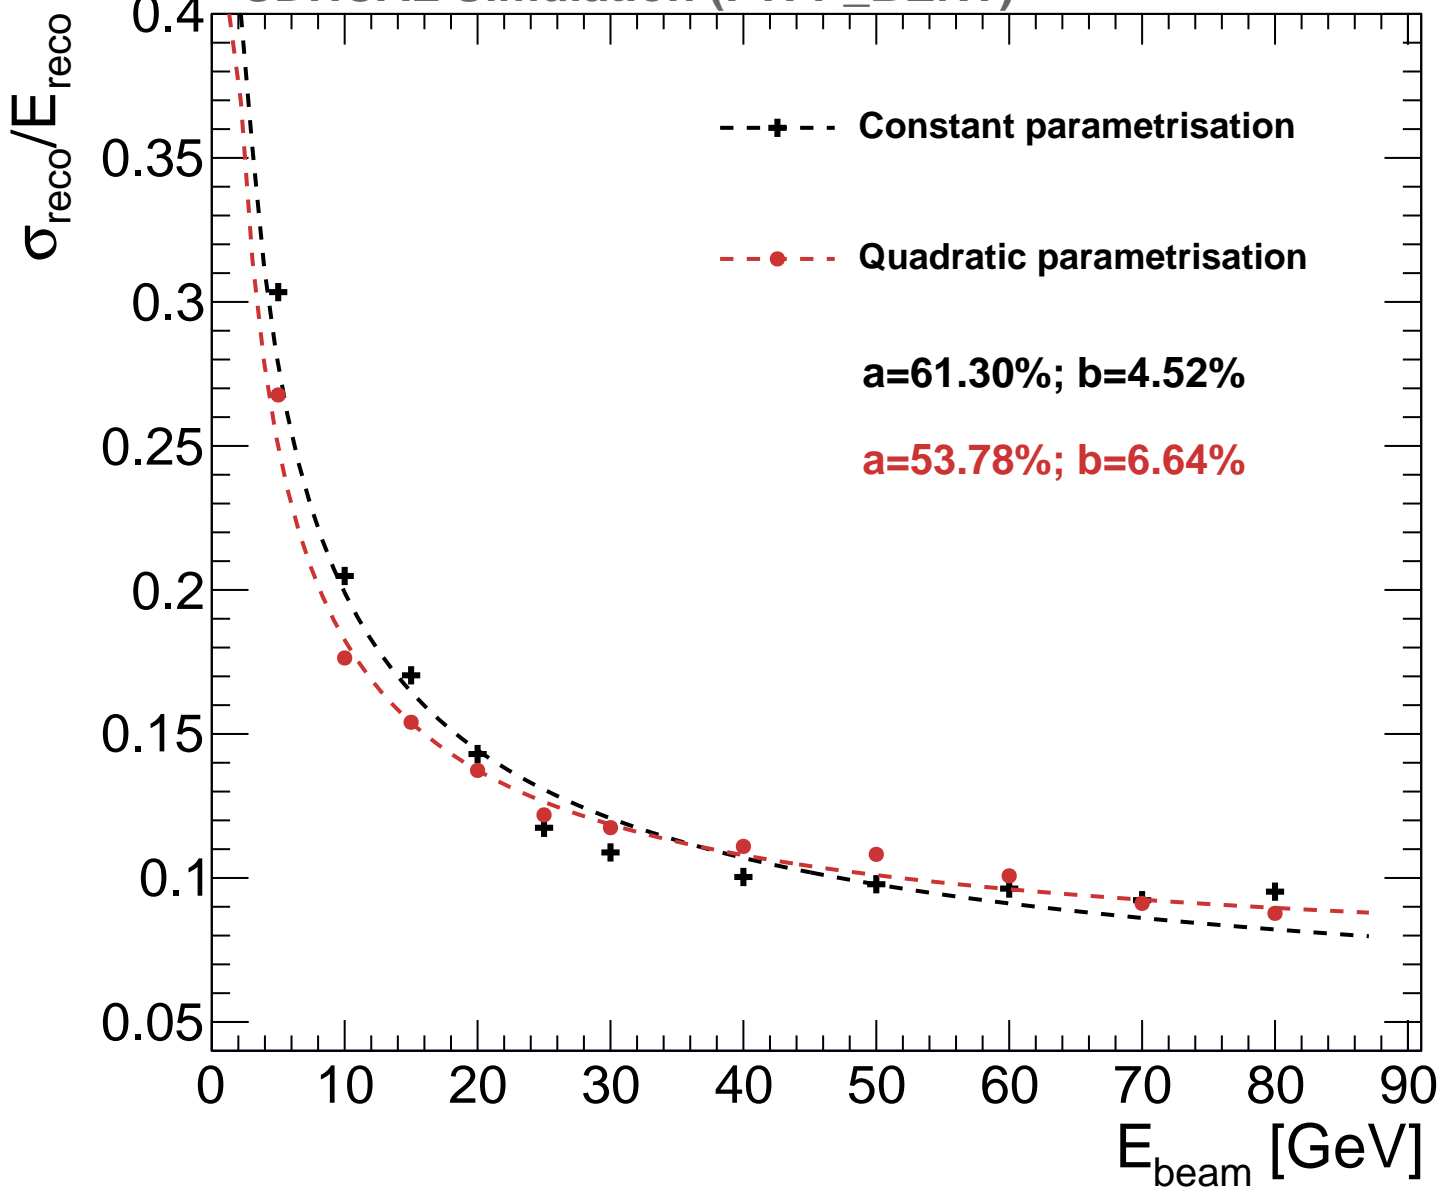 σreco/Ereco
0.4
0.35
0.3
0.25
0.2
0.15
0.1
0.05
Constant parametrisation
Quadratic parametrisation
a=61.30%; b=4.52%
a=53.78%; b=6.64%
0 10 20 30 40 50 60 70 80 90
Ebeam [GeV]